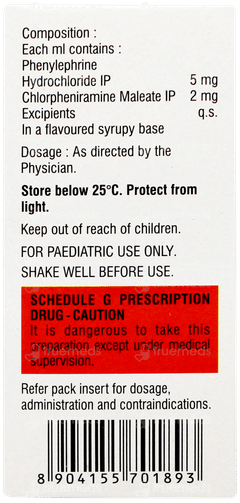 Composition :
Each ml contains :
Phenylephrine
Hydrochloride IP 5 mg
Chlorpheniramine Maleate IP 2 mg
Excipients q.s.
In a flavoured syrupy base
Dosage : As directed by the
Physician.
Store below 25°C. Protect from
light.
Keep out of reach of children.
FOR PAEDIATRIC USE ONLY.
SHAKE WELL BEFORE USE.
SCHEDULE G PRESCRIPTION
DRUG - CAUTION
It is dangerous to take this
preparation except under medical
supervision.
truemeds
truemeds
Refer pack insert for dosage,
administration and contraindications.
8 904155 701893